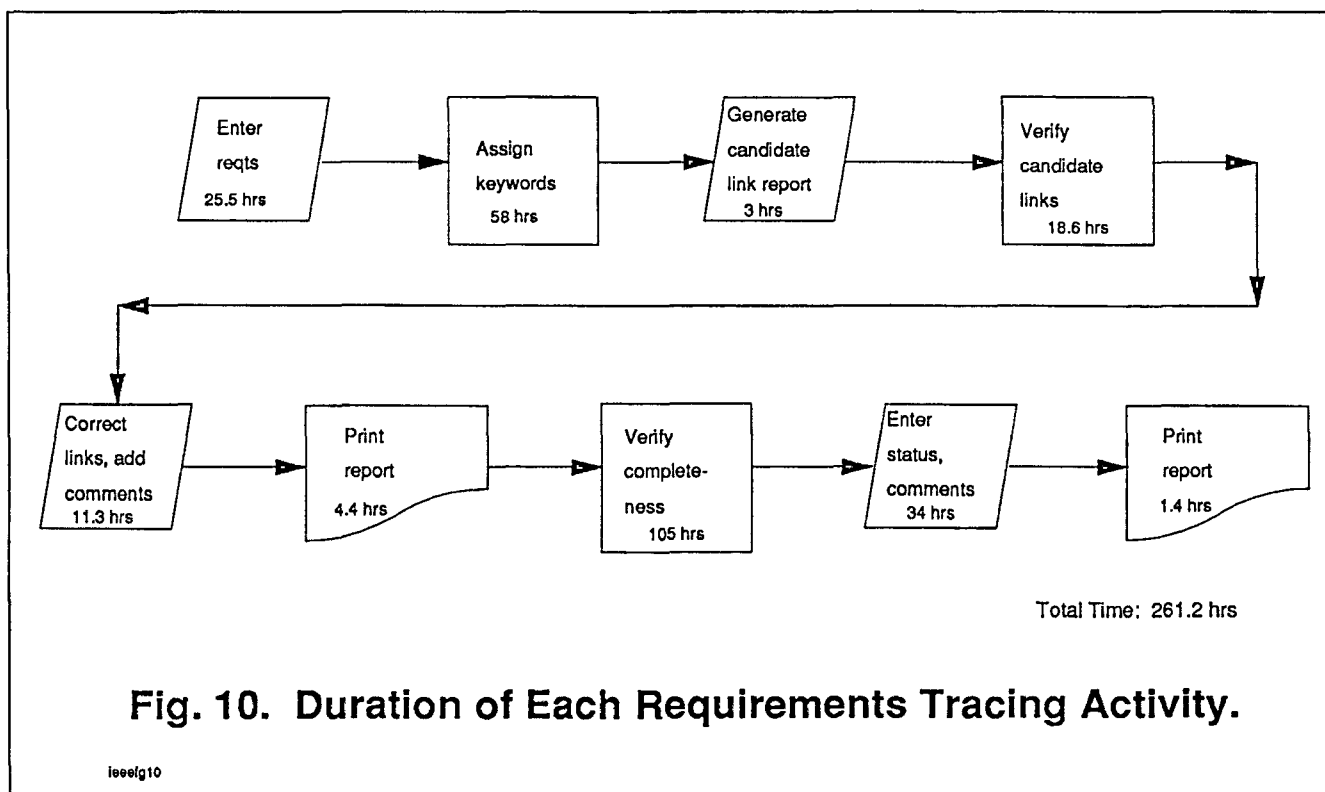 Enter
reqts
25.5 hrs
Assign
keywords
58 hrs
Generate
candidate
link report
3 hrs
Verify
candidate
links
18.6 hrs
Correct
links, add
comments
11.3 hrs
Print
report
4.4 hrs
Verify
complete-
ness
105 hrs
Enter
status,
comments
34 hrs
Print
report
1.4 hrs
Total Time: 261.2 hrs
Fig. 10. Duration of Each Requirements Tracing Activity.
ieeefg10